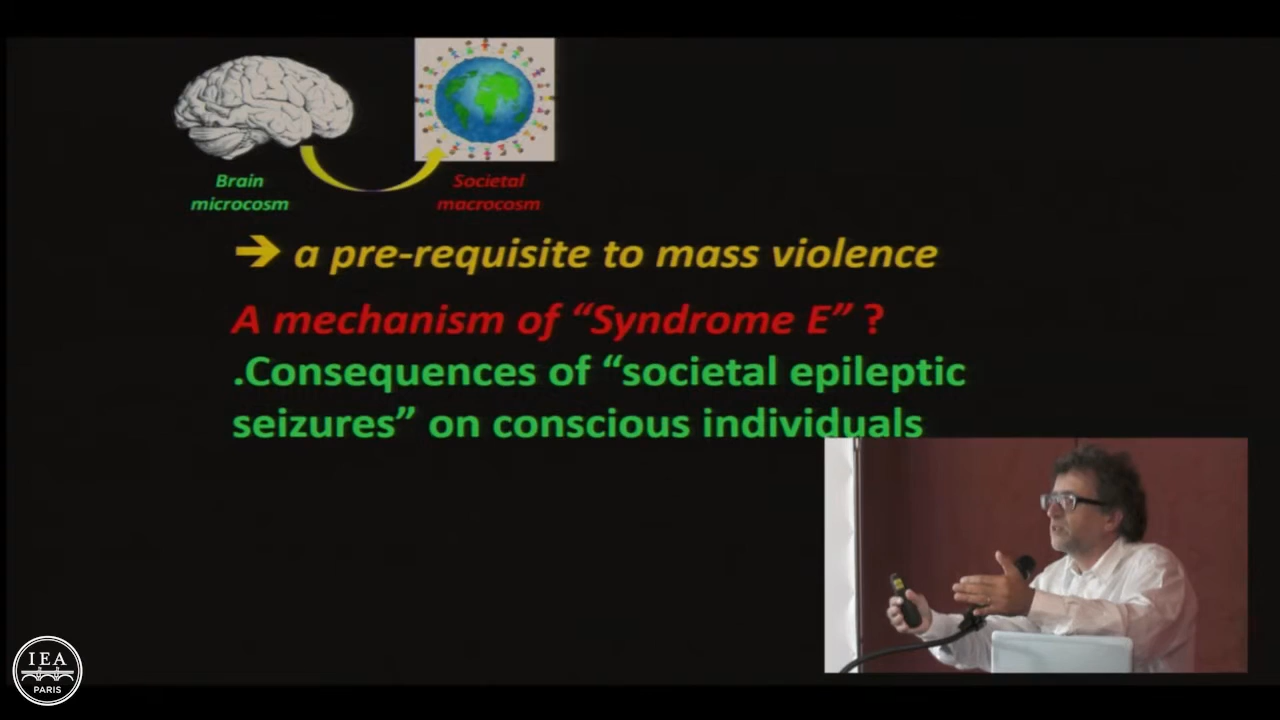 Brain
microcosm
Societal
macrocosm
➔ a pre-requisite to mass violence
A mechanism of “Syndrome E” ?
.Consequences of “societal epileptic
seizures” on conscious individuals
IEA
PARIS